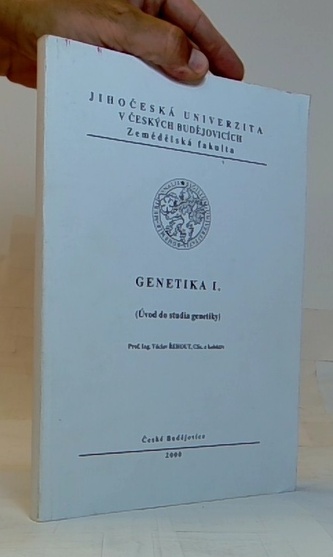 JIHOČESKÁ UNIVERZITA
V ČESKÝCH BUDĚJOVICÍCH
Zemědělská fakulta
GENETIKA I.
(Úvod do studia genetiky)
Prof. Ing. Václav ŘEHOUT, CSc. a kolektiv
České Budějovice
2000